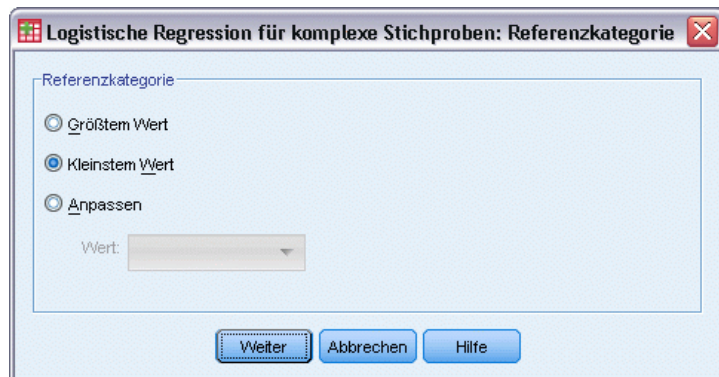 Logistische Regression für komplexe Stichproben: Referenzkategorie
Referenzkategorie
Größtem Wert
Kleinstem Wert
Anpassen
Wert:
Weiter Abbrechen Hilfe